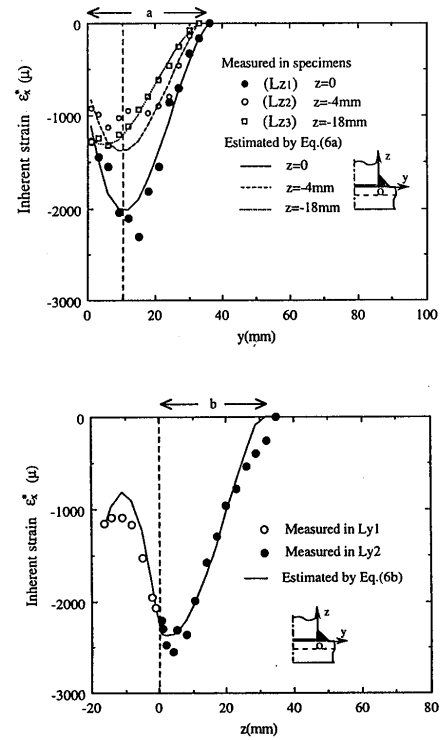 a
0
-1000
-2000
-3000
0 20 40 60 80 100
y(mm)
Inherent strain ε*x (μ)
Measured in specimens
● (Lz1) z=0
○ (Lz2) z=-4mm
□ (Lz3) z=-18mm
Estimated by Eq.(6a)
z=0
z=-4mm
z=-18mm
z
y
o
b
0
-1000
-2000
-3000
-20 0 20 40 60 80
z(mm)
Inherent strain ε*x (μ)
○ Measured in Ly1
● Measured in Ly2
Estimated by Eq.(6b)
z
y
o